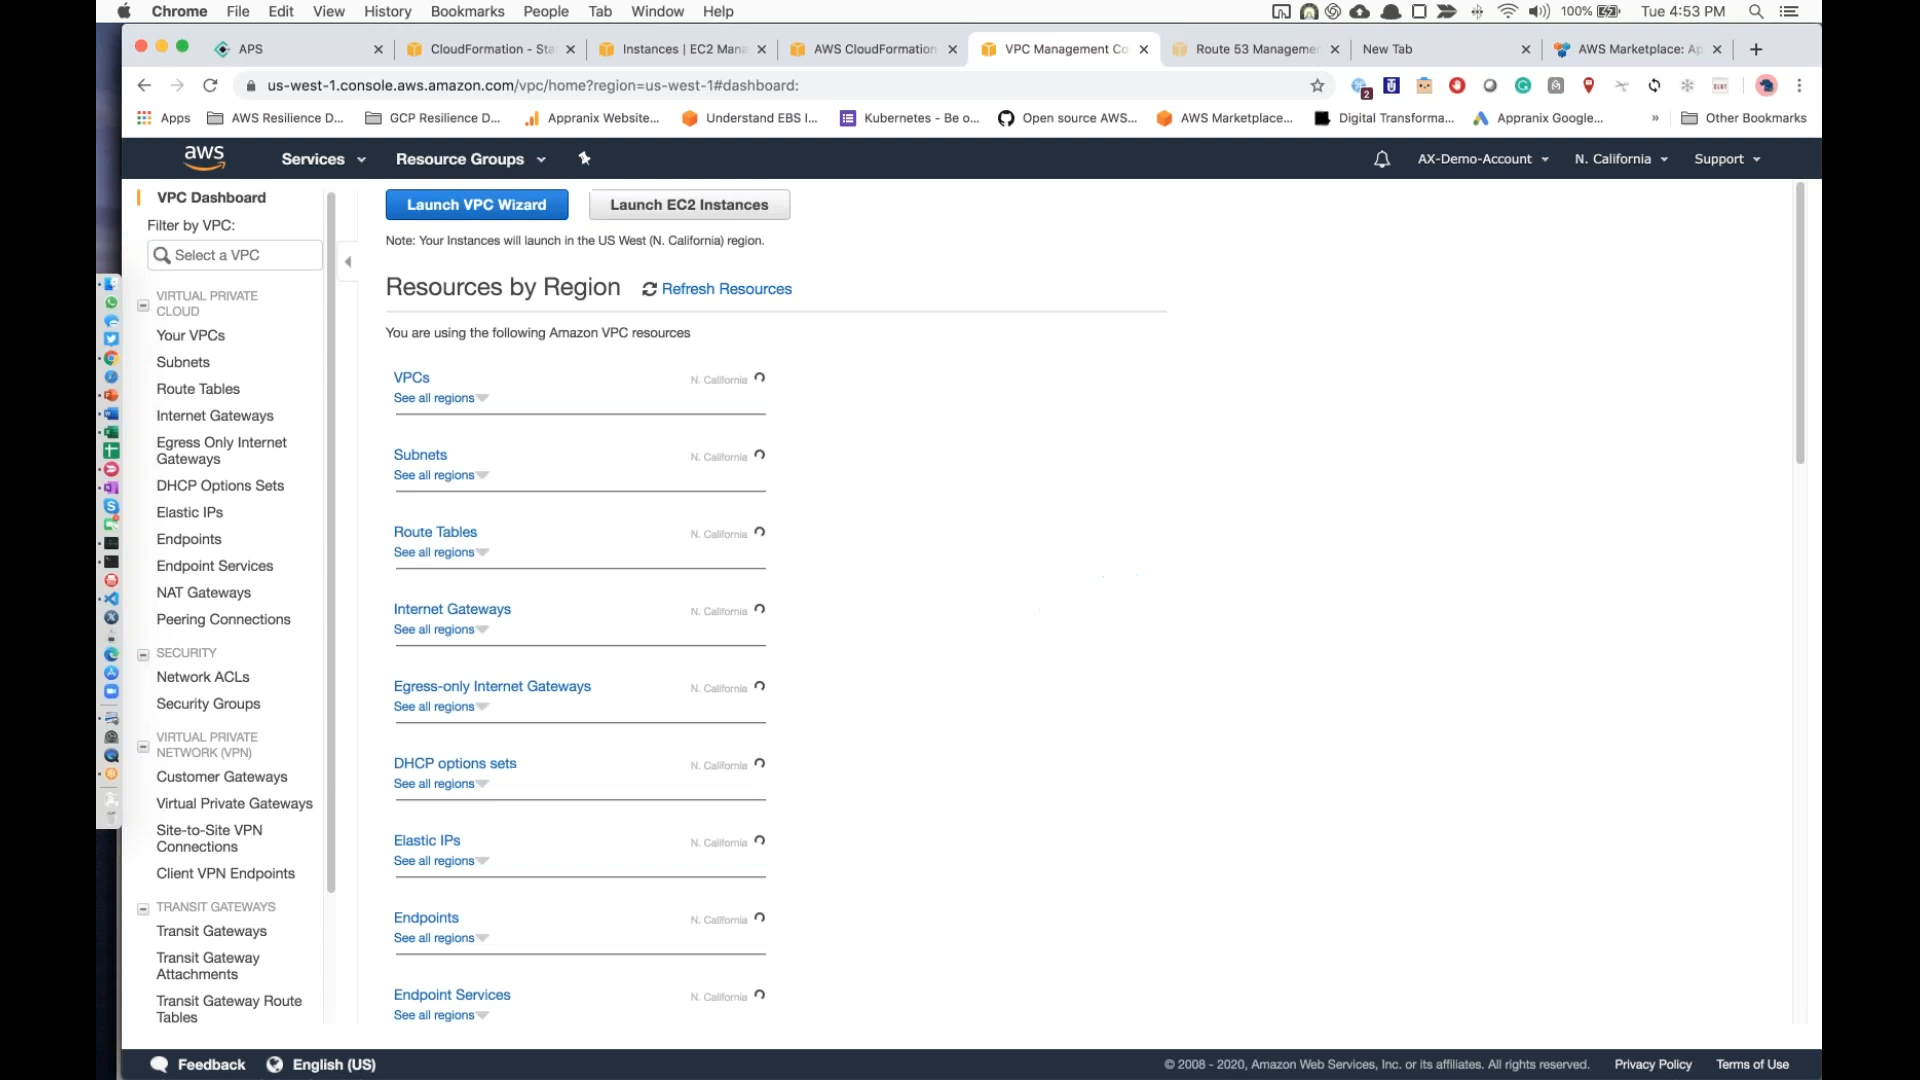 Chrome File Edit View History Bookmarks People Tab Window Help 100% Tue 4:53 PM
APS CloudFormation - Sta Instances | EC2 Mana AWS CloudFormation VPC Management Co Route 53 Manageme New Tab AWS Marketplace: Ap
us-west-1.console.aws.amazon.com/vpc/home?region=us-west-1#dashboard: 2
Apps AWS Resilience D... GCP Resilience D... Appranix Website... Understand EBS I... Kubernetes - Be o... Open source AWS... AWS Marketplace... Digital Transforma... Appranix Google... » Other Bookmarks
aws Services Resource Groups AX-Demo-Account N. California Support
VPC Dashboard
Filter by VPC:
Select a VPC
VIRTUAL PRIVATE
CLOUD
Your VPCs
Subnets
Route Tables
Internet Gateways
Egress Only Internet
Gateways
DHCP Options Sets
Elastic IPs
Endpoints
Endpoint Services
NAT Gateways
Peering Connections
SECURITY
Network ACLs
Security Groups
VIRTUAL PRIVATE
NETWORK (VPN)
Customer Gateways
Virtual Private Gateways
Site-to-Site VPN
Connections
Client VPN Endpoints
TRANSIT GATEWAYS
Transit Gateways
Transit Gateway
Attachments
Transit Gateway Route
Tables
Launch VPC Wizard Launch EC2 Instances
Note: Your Instances will launch in the US West (N. California) region.
Resources by Region Refresh Resources
You are using the following Amazon VPC resources
VPCs N. California
See all regions
Subnets N. California
See all regions
Route Tables N. California
See all regions
Internet Gateways N. California
See all regions
Egress-only Internet Gateways N. California
See all regions
DHCP options sets N. California
See all regions
Elastic IPs N. California
See all regions
Endpoints N. California
See all regions
Endpoint Services N. California
See all regions
Feedback English (US) © 2008 - 2020, Amazon Web Services, Inc. or its affiliates. All rights reserved. Privacy Policy Terms of Use